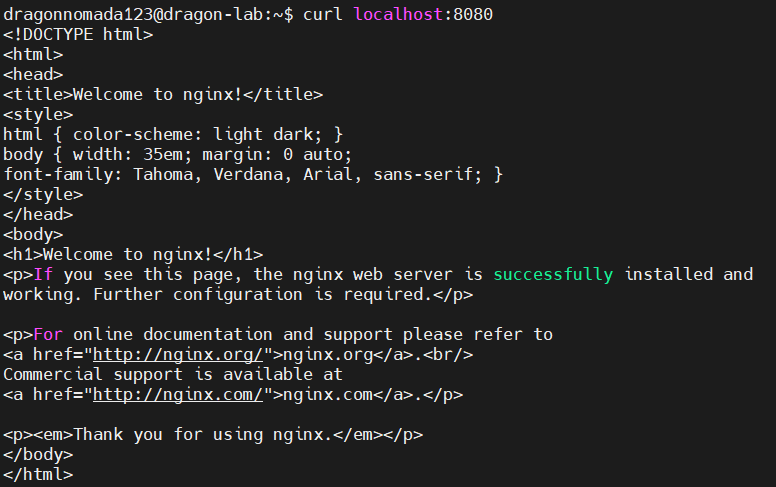 dragonnomada123@dragon-lab:~$ curl localhost:8080
<!DOCTYPE html>
<html>
<head>
<title>Welcome to nginx!</title>
<style>
html { color-scheme: light dark; }
body { width: 35em; margin: 0 auto;
font-family: Tahoma, Verdana, Arial, sans-serif; }
</style>
</head>
<body>
<h1>Welcome to nginx!</h1>
<p>If you see this page, the nginx web server is successfully installed and
working. Further configuration is required.</p>

<p>For online documentation and support please refer to
<a href="http://nginx.org/">nginx.org</a>.<br/>
Commercial support is available at
<a href="http://nginx.com/">nginx.com</a>.</p>

<p><em>Thank you for using nginx.</em></p>
</body>
</html>